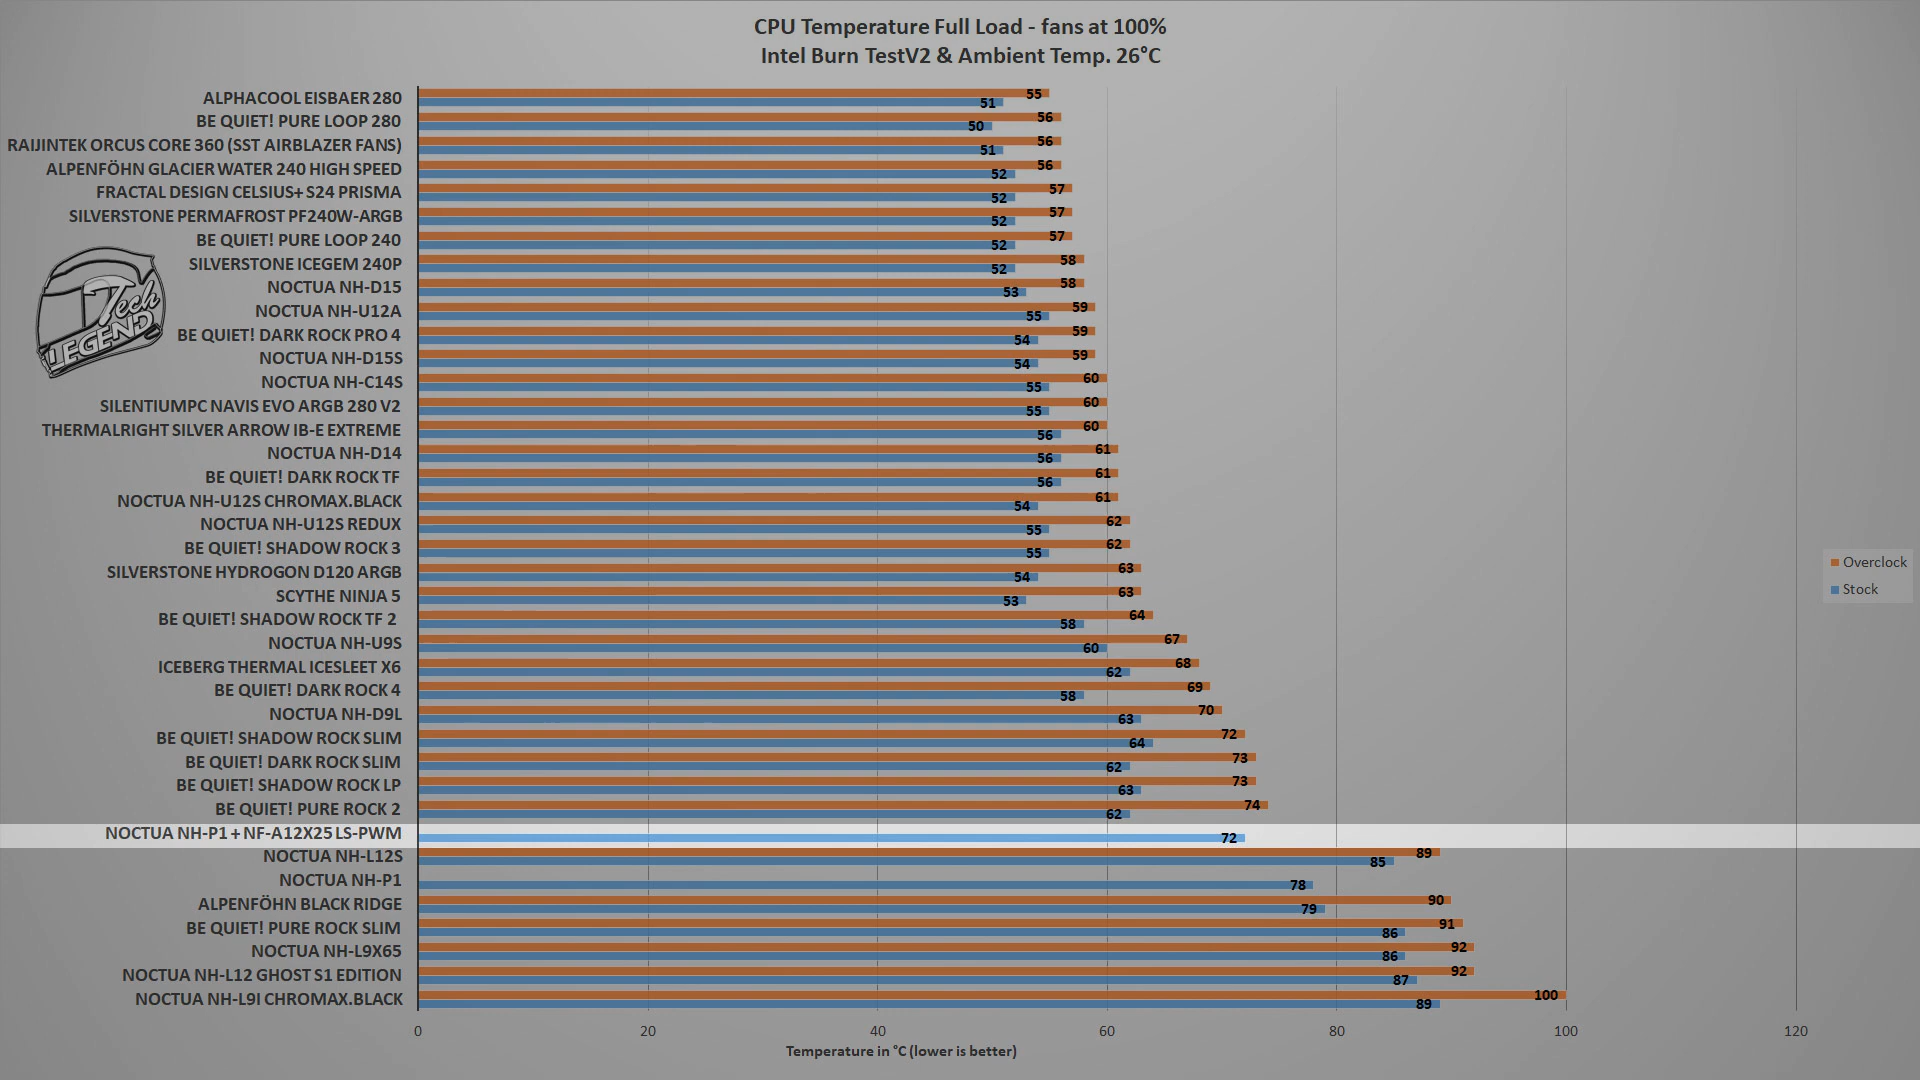 CPU Temperature Full Load - fans at 100%
Intel Burn TestV2 & Ambient Temp. 26°C
ALPHACOOL EISBAER 280 55 51
BE QUIET! PURE LOOP 280 56 50
RAIJINTEK ORCUS CORE 360 (SST AIRBLAZER FANS) 56 51
ALPENFÖHN GLACIER WATER 240 HIGH SPEED 56 52
FRACTAL DESIGN CELSIUS+ S24 PRISMA 57 52
SILVERSTONE PERMAFROST PF240W-ARGB 57 52
BE QUIET! PURE LOOP 240 57 52
SILVERSTONE ICEGEM 240P 58 52
NOCTUA NH-D15 58 53
NOCTUA NH-U12A 59 55
BE QUIET! DARK ROCK PRO 4 59 54
NOCTUA NH-D15S 59 54
NOCTUA NH-C14S 60 55
SILENTIUMPC NAVIS EVO ARGB 280 V2 60 55
THERMALRIGHT SILVER ARROW IB-E EXTREME 60 56
NOCTUA NH-D14 61 56
BE QUIET! DARK ROCK TF 61 56
NOCTUA NH-U12S CHROMAX.BLACK 61 54
NOCTUA NH-U12S REDUX 62 55
BE QUIET! SHADOW ROCK 3 62 55
SILVERSTONE HYDROGON D120 ARGB 63 54
SCYTHE NINJA 5 63 53
BE QUIET! SHADOW ROCK TF 2 64 58
NOCTUA NH-U9S 67 60
ICEBERG THERMAL ICESLEET X6 68 62
BE QUIET! DARK ROCK 4 69 58
NOCTUA NH-D9L 70 63
BE QUIET! SHADOW ROCK SLIM 72 64
BE QUIET! DARK ROCK SLIM 73 62
BE QUIET! SHADOW ROCK LP 73 63
BE QUIET! PURE ROCK 2 74 62
NOCTUA NH-P1 + NF-A12X25 LS-PWM 72
NOCTUA NH-L12S 89 85
NOCTUA NH-P1 78
ALPENFÖHN BLACK RIDGE 90 79
BE QUIET! PURE ROCK SLIM 91 86
NOCTUA NH-L9X65 92 86
NOCTUA NH-L12 GHOST S1 EDITION 92 87
NOCTUA NH-L9I CHROMAX.BLACK 100 89
0 20 40 60 80 100 120
Temperature in °C (lower is better)
Overclock
Stock
Tech
LEGEND